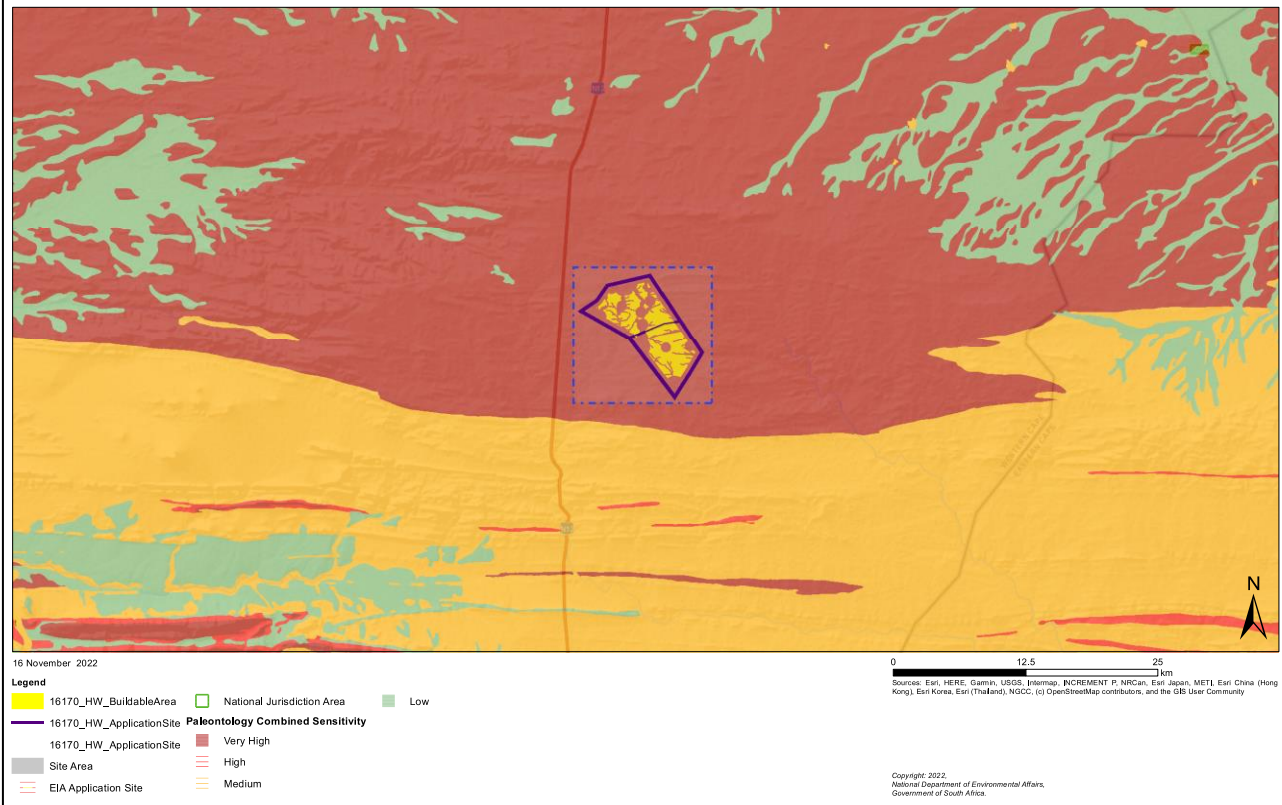 N
16 November 2022
0 12.5 25
km
Sources: Esri, HERE, Garmin, USGS, Intermap, INCREMENT P, NRCan, Esri Japan, METI, Esri China (Hong
Kong), Esri Korea, Esri (Thailand), NGCC, (c) OpenStreetMap contributors, and the GIS User Community
Legend
16170_HW_BuildableArea
16170_HW_ApplicationSite
16170_HW_ApplicationSite
Site Area
EIA Application Site
National Jurisdiction Area
Paleontology Combined Sensitivity
Very High
High
Medium
Low
Copyright: 2022,
National Department of Environmental Affairs,
Government of South Africa.